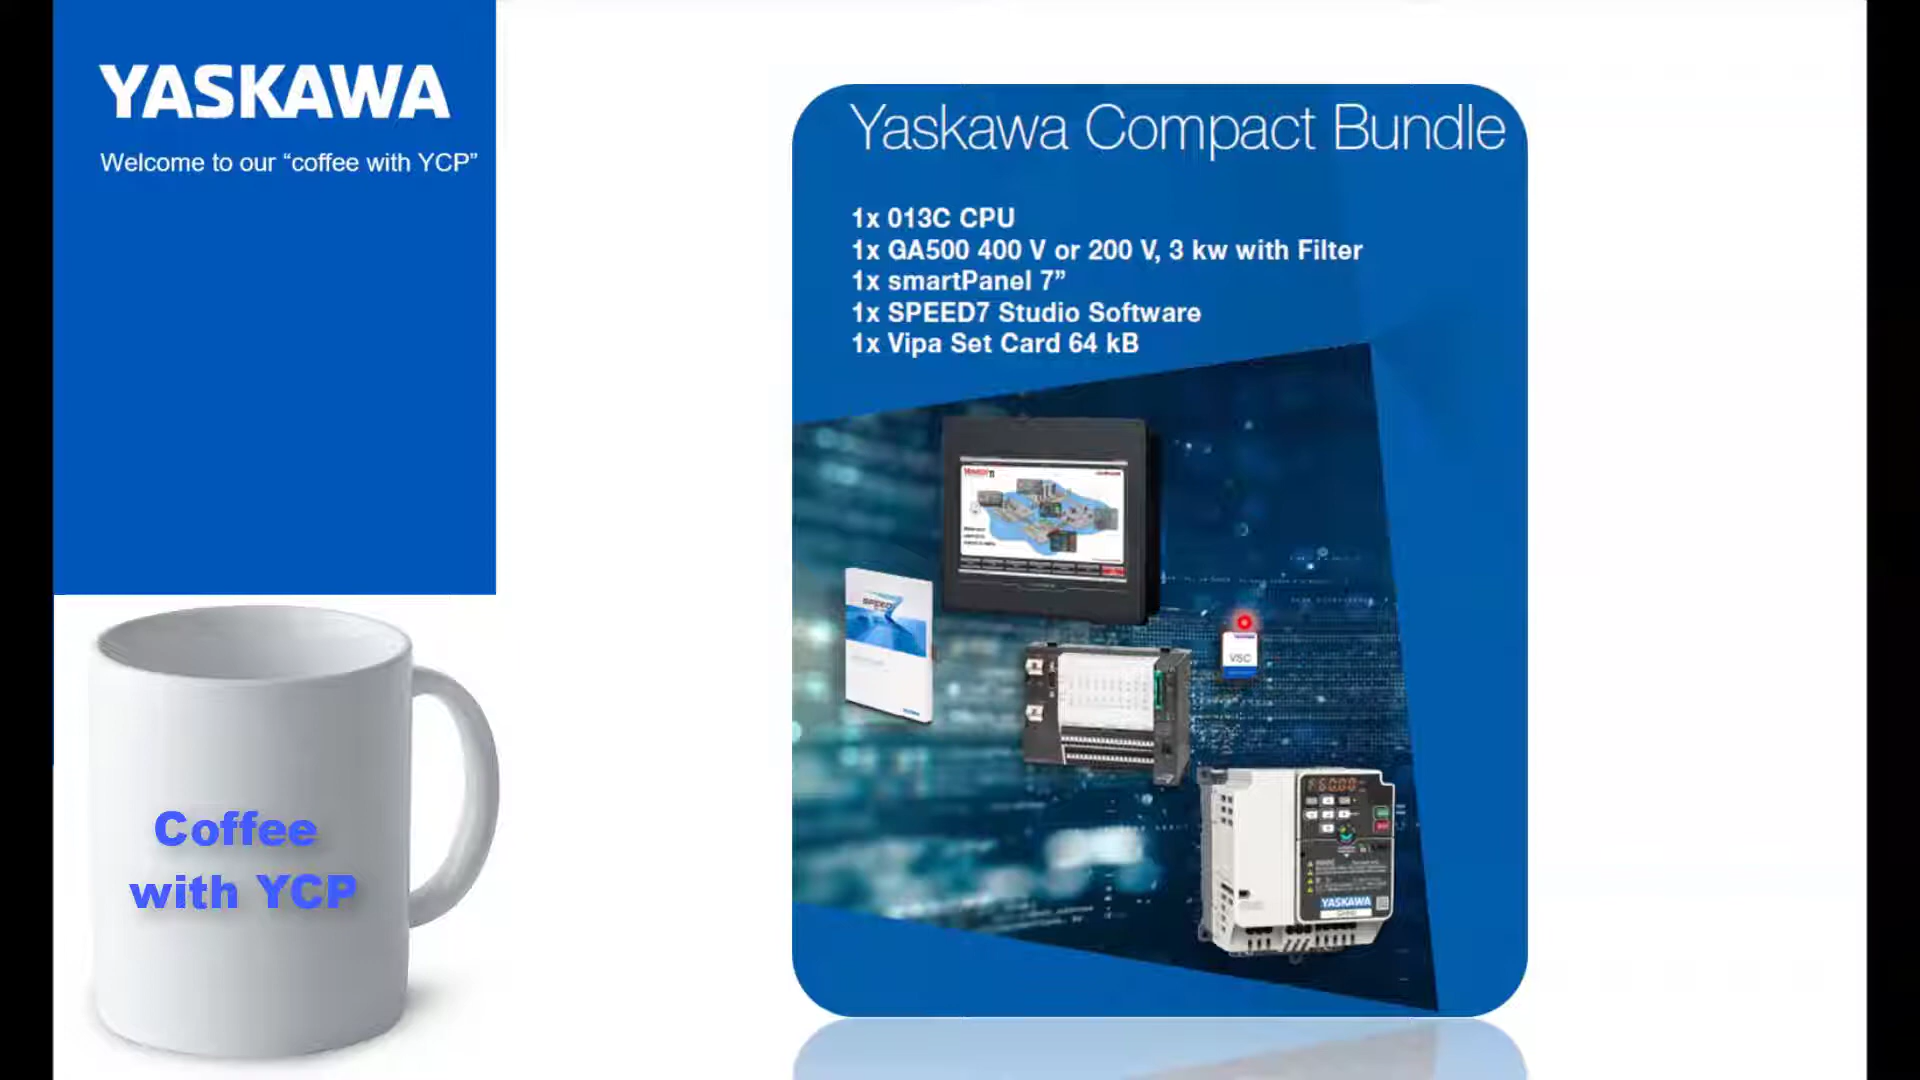 YASKAWA
Welcome to our “coffee with YCP”
Coffee
with YCP
Yaskawa Compact Bundle
1x 013C CPU
1x GA500 400 V or 200 V, 3 kw with Filter
1x smartPanel 7”
1x SPEED7 Studio Software
1x Vipa Set Card 64 kB
VSC
YASKAWA